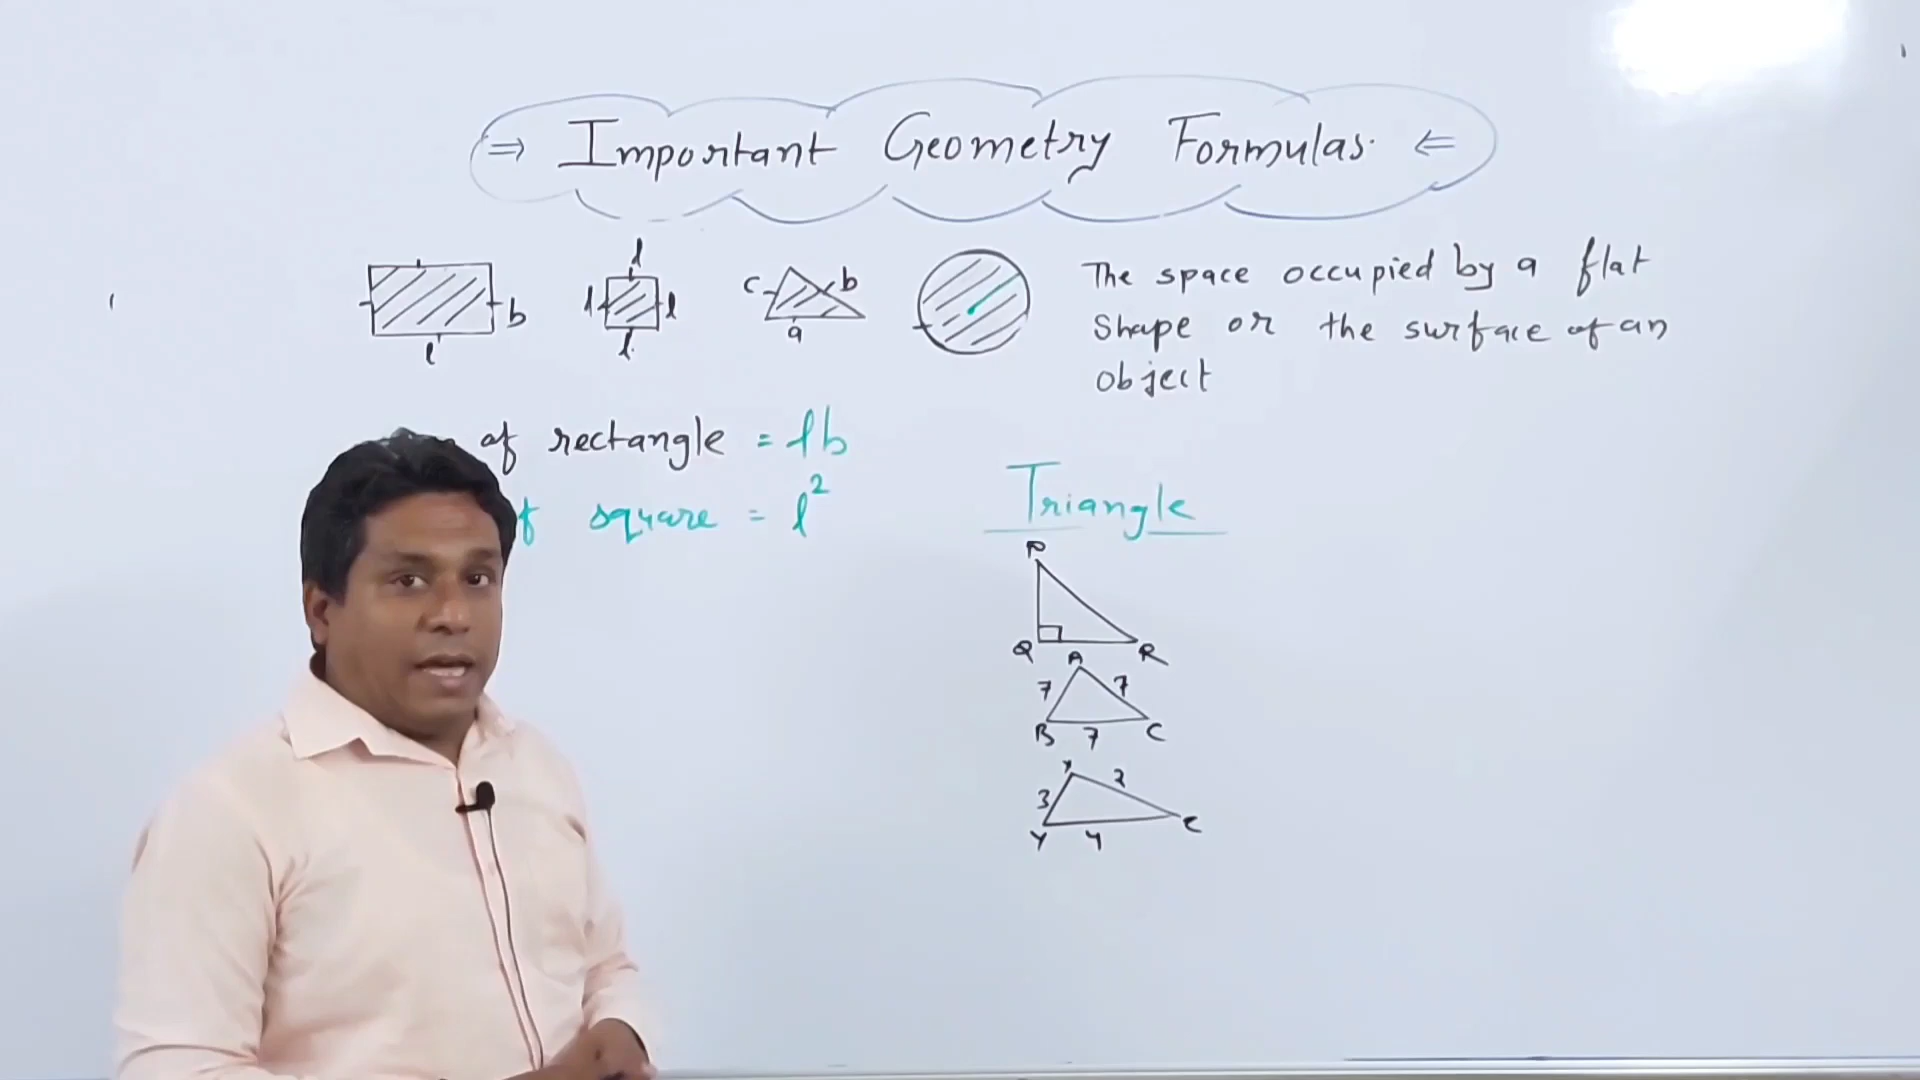 ⇒ Important Geometry Formulas. ⇐
l
c b
b l l
l l a
The space occupied by a flat
Shape or the surface of an
object
of rectangle = lb
of square = l²
Triangle
P
Q R
A
7 7
B 7 C
X 2
3
Y 4 Z